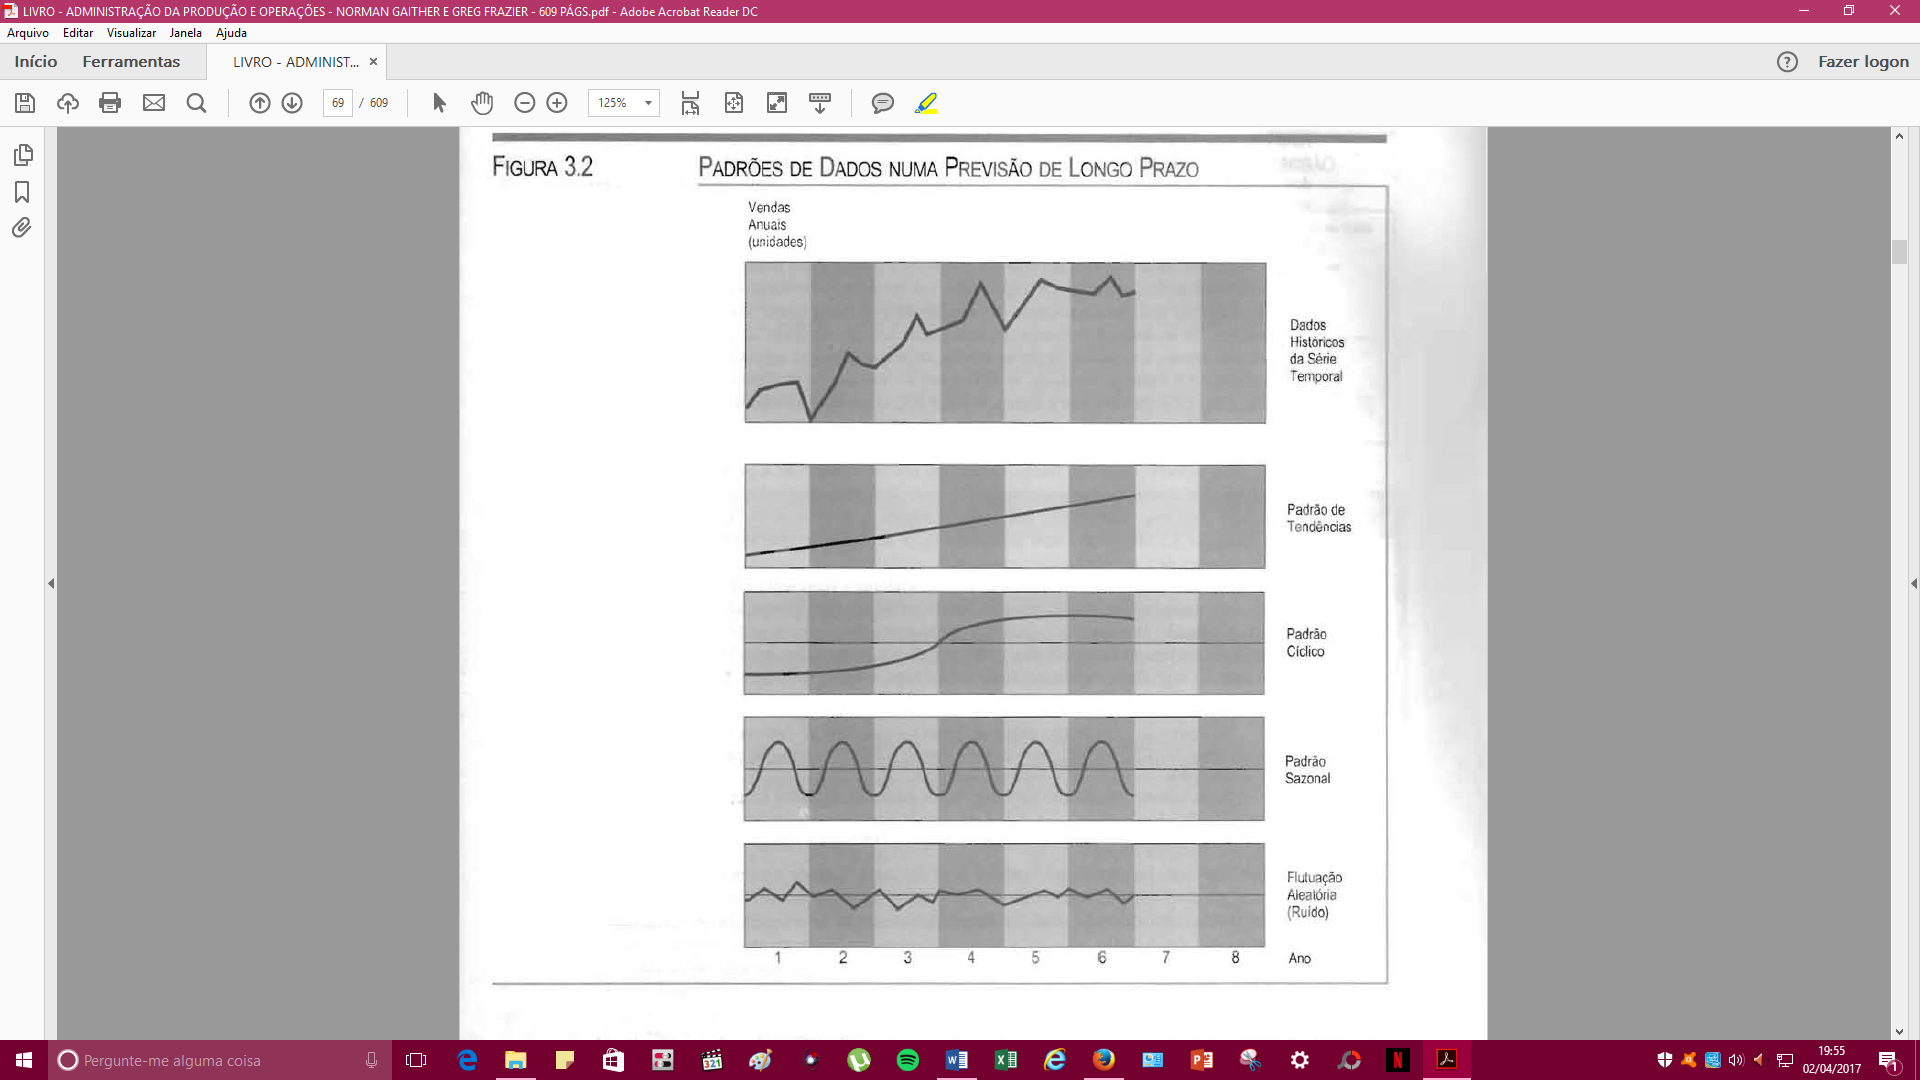 LIVRO - ADMINISTRAÇÃO DA PRODUÇÃO E OPERAÇÕES - NORMAN GAITHER E GREG FRAZIER - 609 PÁGS.pdf - Adobe Acrobat Reader DC
Arquivo Editar Visualizar Janela Ajuda
Início Ferramentas LIVRO - ADMINIST... × ? Fazer logon
69 / 609 125%
FIGURA 3.2 PADRÕES DE DADOS NUMA PREVISÃO DE LONGO PRAZO
Vendas
Anuais
(unidades)
Dados
Históricos
da Série
Temporal
Padrão de
Tendências
Padrão
Cíclico
Padrão
Sazonal
Flutuação
Aleatória
(Ruído)
1 2 3 4 5 6 7 8 Ano
Pergunte-me alguma coisa
19:55
02/04/2017